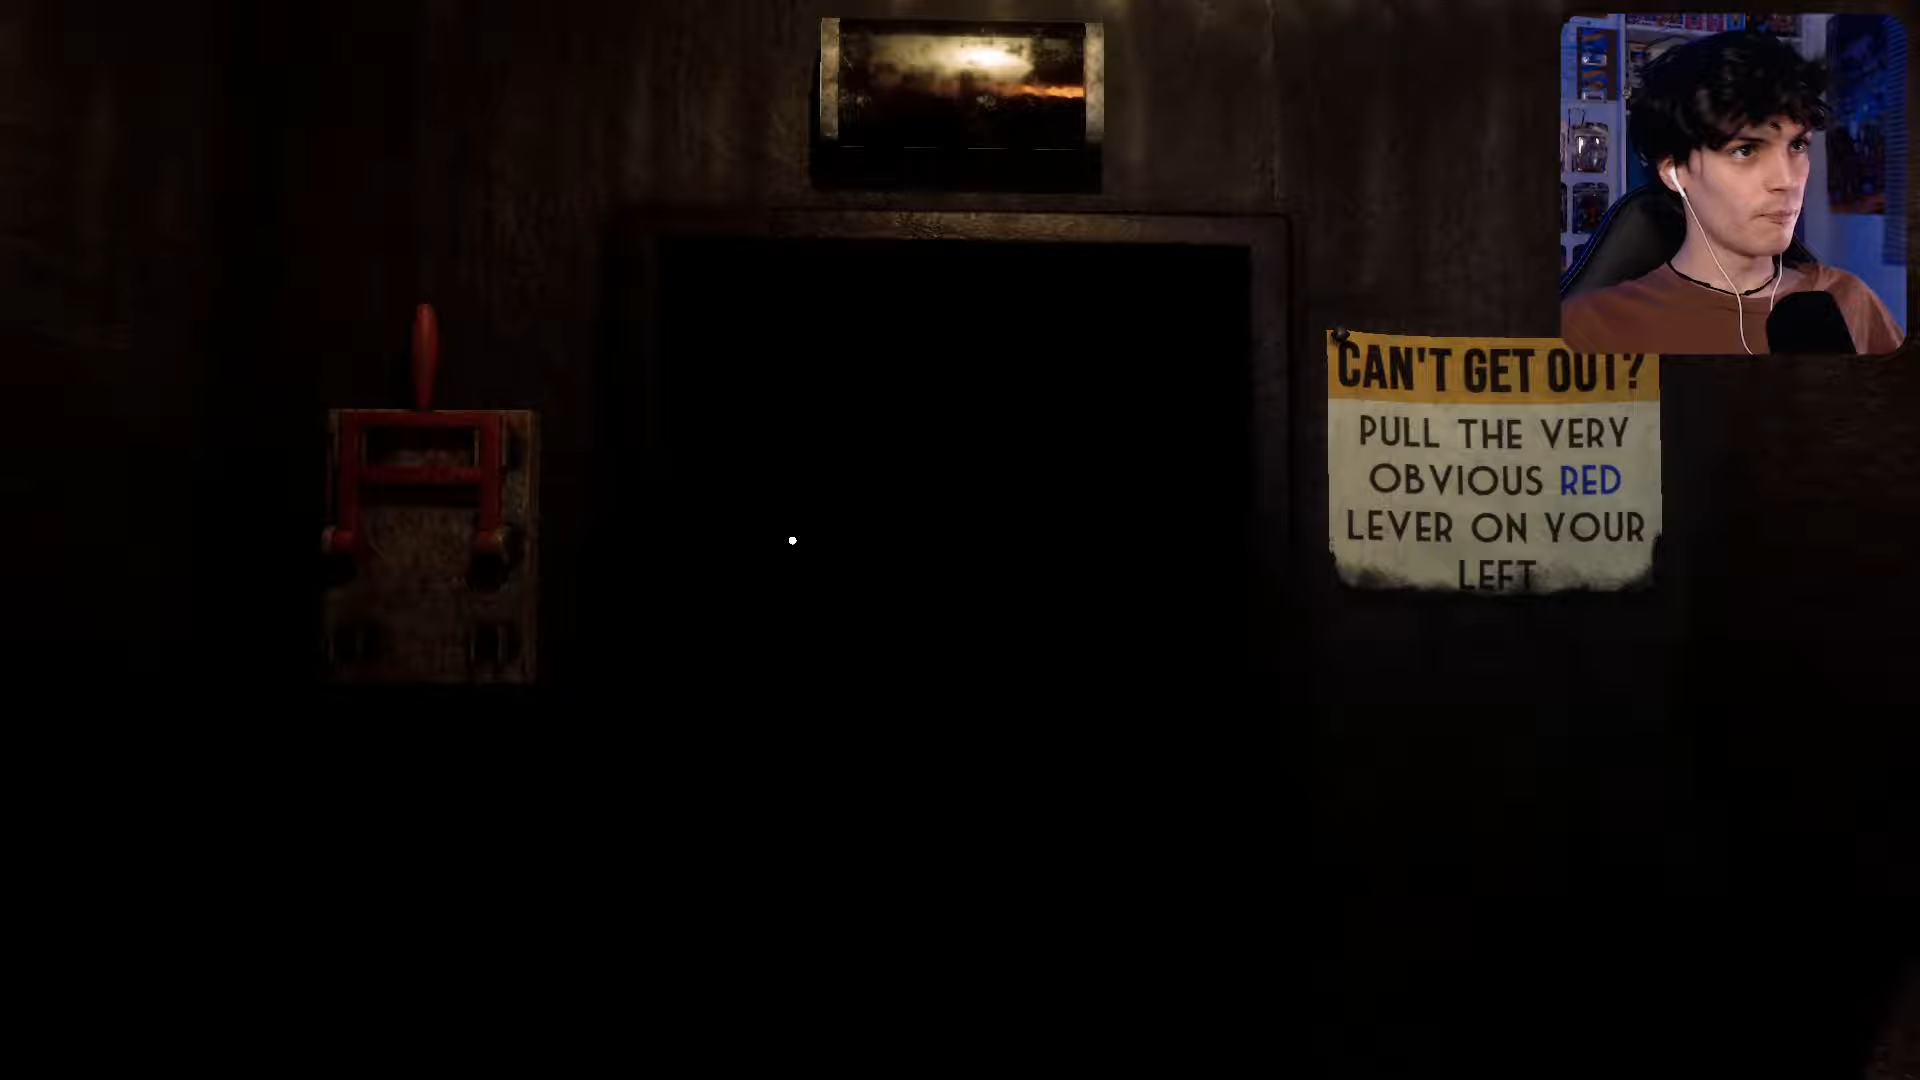 CAN'T GET OUT?
PULL THE VERY
OBVIOUS RED
LEVER ON YOUR
LEFT